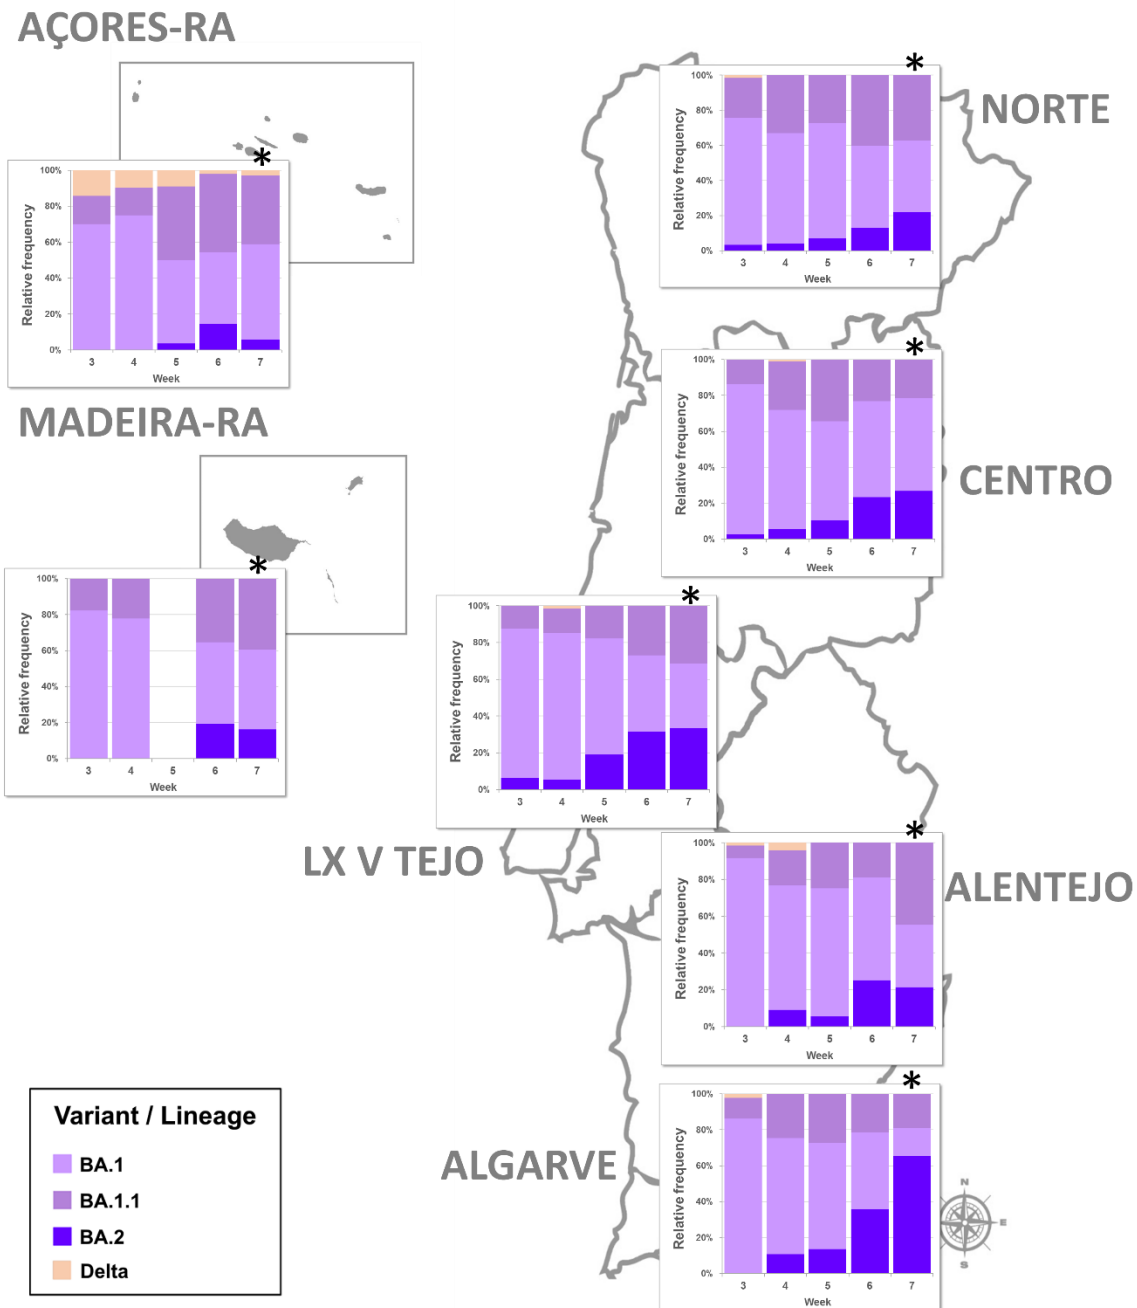 AÇORES-RA
*
100%
80%
60%
40%
20%
0%
Relative frequency
3 4 5 6 7
Week
MADEIRA-RA
*
100%
80%
60%
40%
20%
0%
Relative frequency
3 4 5 6 7
Week
NORTE
*
100%
80%
60%
40%
20%
0%
Relative frequency
3 4 5 6 7
Week
CENTRO
*
100%
80%
60%
40%
20%
0%
Relative frequency
3 4 5 6 7
Week
LX V TEJO
*
100%
80%
60%
40%
20%
0%
Relative frequency
3 4 5 6 7
Week
ALENTEJO
*
100%
80%
60%
40%
20%
0%
Relative frequency
3 4 5 6 7
Week
ALGARVE
*
100%
80%
60%
40%
20%
0%
Relative frequency
3 4 5 6 7
Week
Variant / Lineage
BA.1
BA.1.1
BA.2
Delta
N
E
S